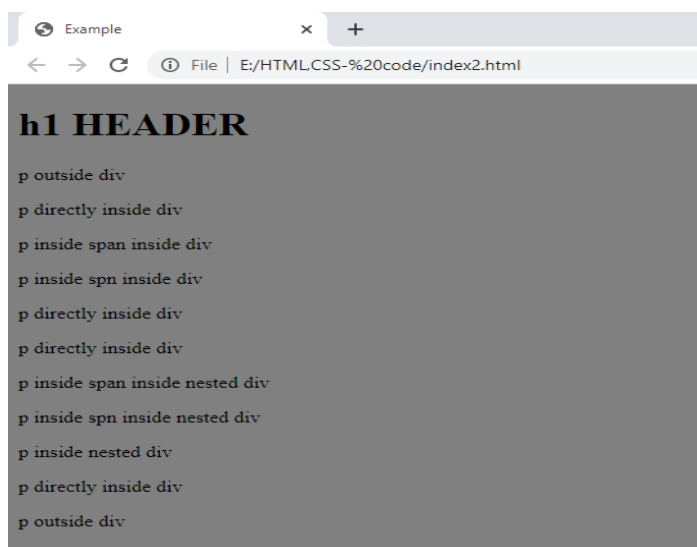 Example
File | E:/HTML,CSS-%20code/index2.html
h1 HEADER
p outside div
p directly inside div
p inside span inside div
p inside spn inside div
p directly inside div
p directly inside div
p inside span inside nested div
p inside spn inside nested div
p inside nested div
p directly inside div
p outside div